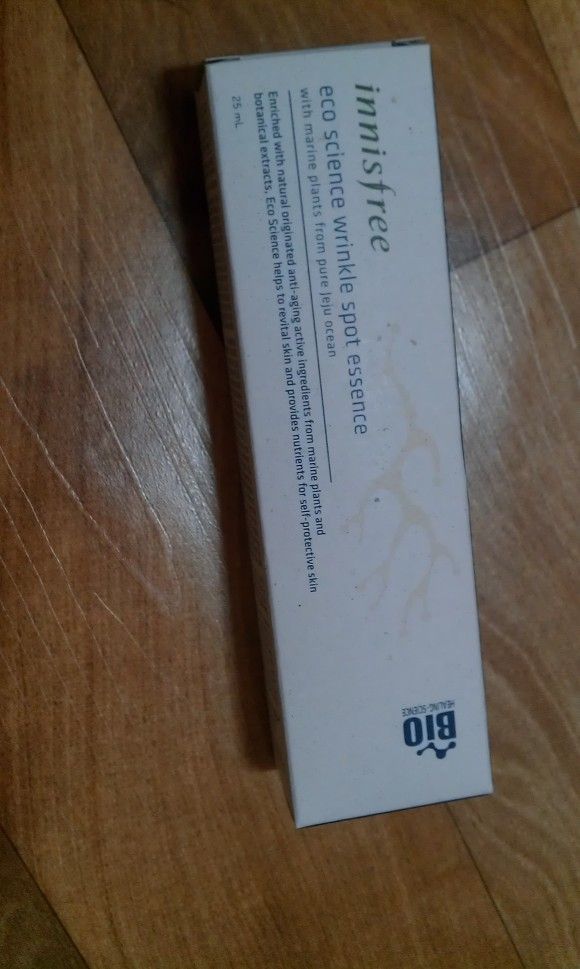 innisfree
eco science wrinkle spot essence
with marine plants from pure Jeju ocean
Enriched with natural originated anti-aging active ingredients from marine plants and
botanical extracts, Eco Science helps to revital skin and provides nutrients for self-protective skin
25 mL
BIO
HEALING-SCIENCE